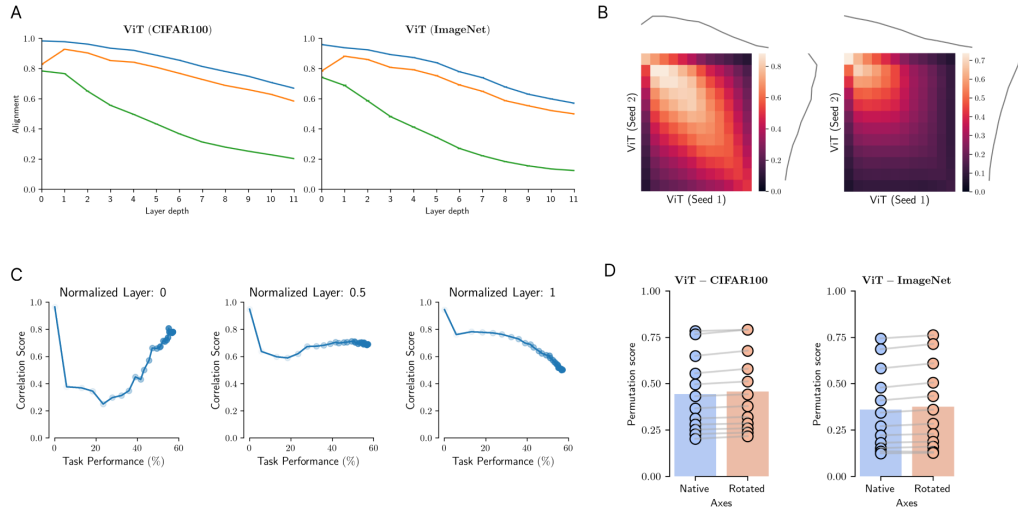 A
ViT (CIFAR100)
1.0
0.8
0.6
0.4
0.2
0.0
Alignment
0 1 2 3 4 5 6 7 8 9 10 11
Layer depth
ViT (ImageNet)
1.0
0.8
0.6
0.4
0.2
0.0
0 1 2 3 4 5 6 7 8 9 10 11
Layer depth
B
ViT (Seed 2)
ViT (Seed 1)
0.8
0.6
0.4
0.2
0.0
ViT (Seed 2)
ViT (Seed 1)
0.7
0.6
0.5
0.4
0.3
0.2
0.1
0.0
C
Normalized Layer: 0
1.0
0.8
0.6
0.4
0.2
0.0
Correlation Score
0 20 40 60
Task Performance (%)
Normalized Layer: 0.5
1.0
0.8
0.6
0.4
0.2
0.0
Correlation Score
0 20 40 60
Task Performance (%)
Normalized Layer: 1
1.0
0.8
0.6
0.4
0.2
0.0
Correlation Score
0 20 40 60
Task Performance (%)
D
ViT – CIFAR100
1.00
0.75
0.50
0.25
0.00
Permutation score
Native Rotated
Axes
ViT – ImageNet
1.00
0.75
0.50
0.25
0.00
Permutation score
Native Rotated
Axes